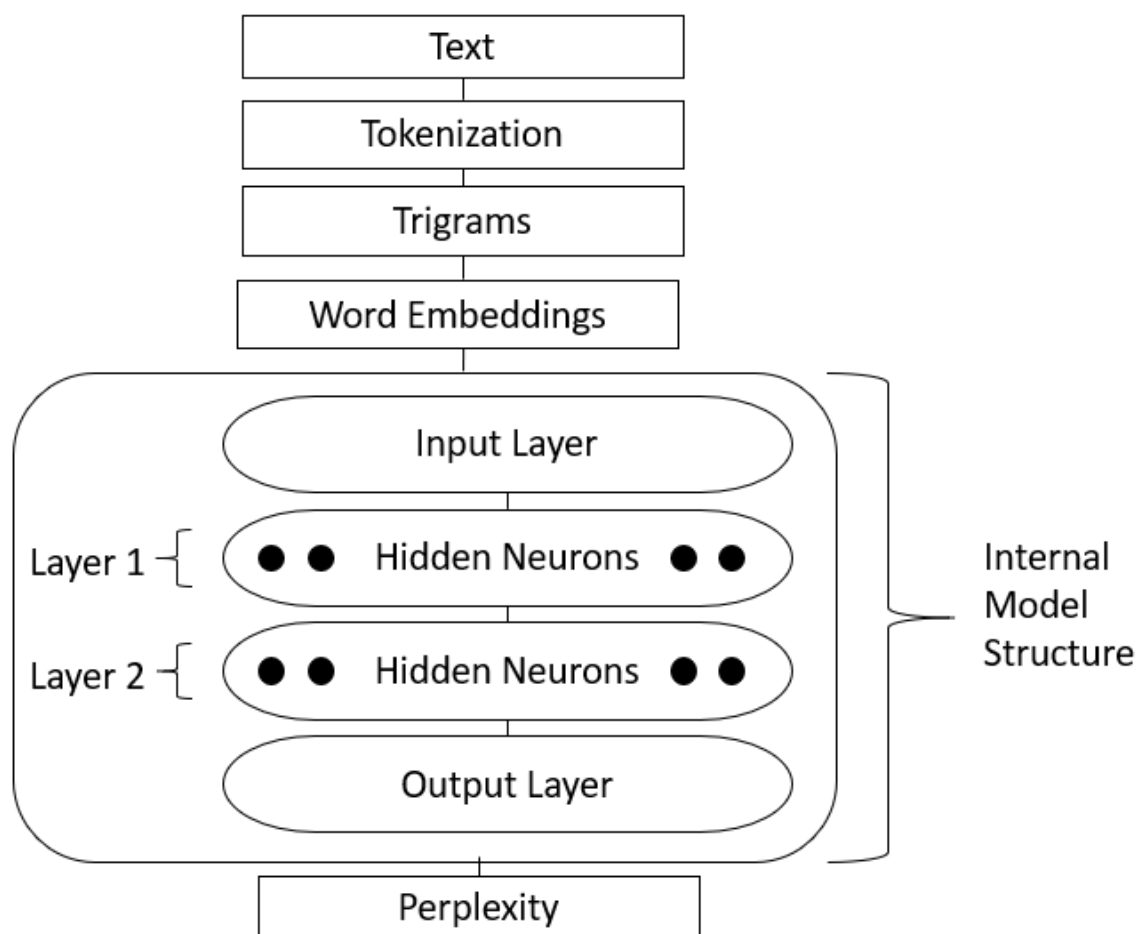 Text
Tokenization
Trigrams
Word Embeddings
Input Layer
Layer 1
Hidden Neurons
Layer 2
Hidden Neurons
Output Layer
Internal
Model
Structure
Perplexity